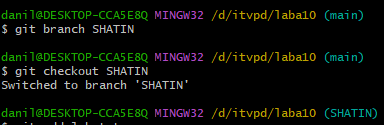 danil@DESKTOP-CCA5E8Q MINGW32 /d/itvpd/laba10 (main)
$ git branch SHATIN
danil@DESKTOP-CCA5E8Q MINGW32 /d/itvpd/laba10 (main)
$ git checkout SHATIN
Switched to branch 'SHATIN'
danil@DESKTOP-CCA5E8Q MINGW32 /d/itvpd/laba10 (SHATIN)